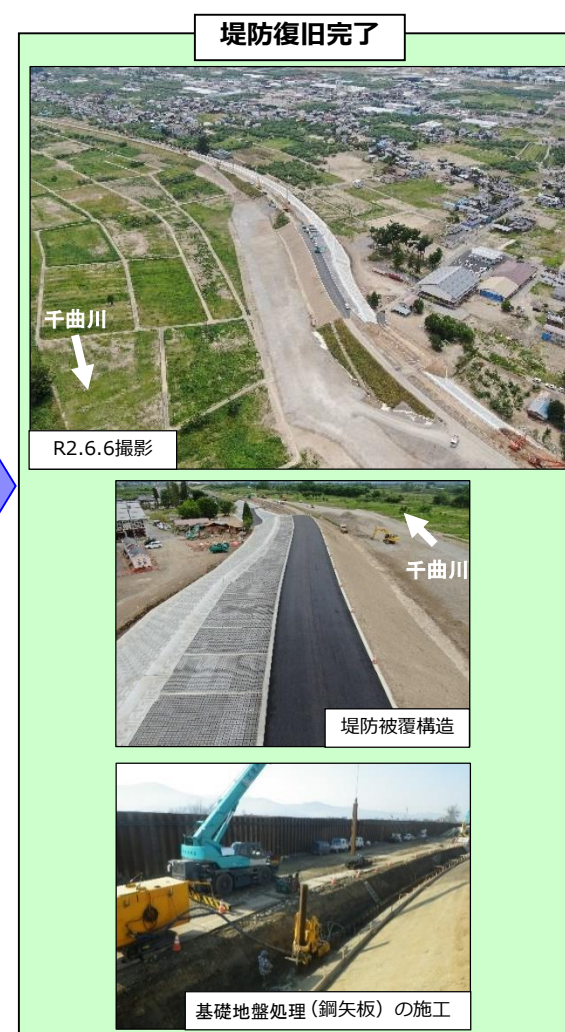 堤防復旧完了
千曲川
R2.6.6撮影
千曲川
堤防被覆構造
基礎地盤処理(鋼矢板)の施工